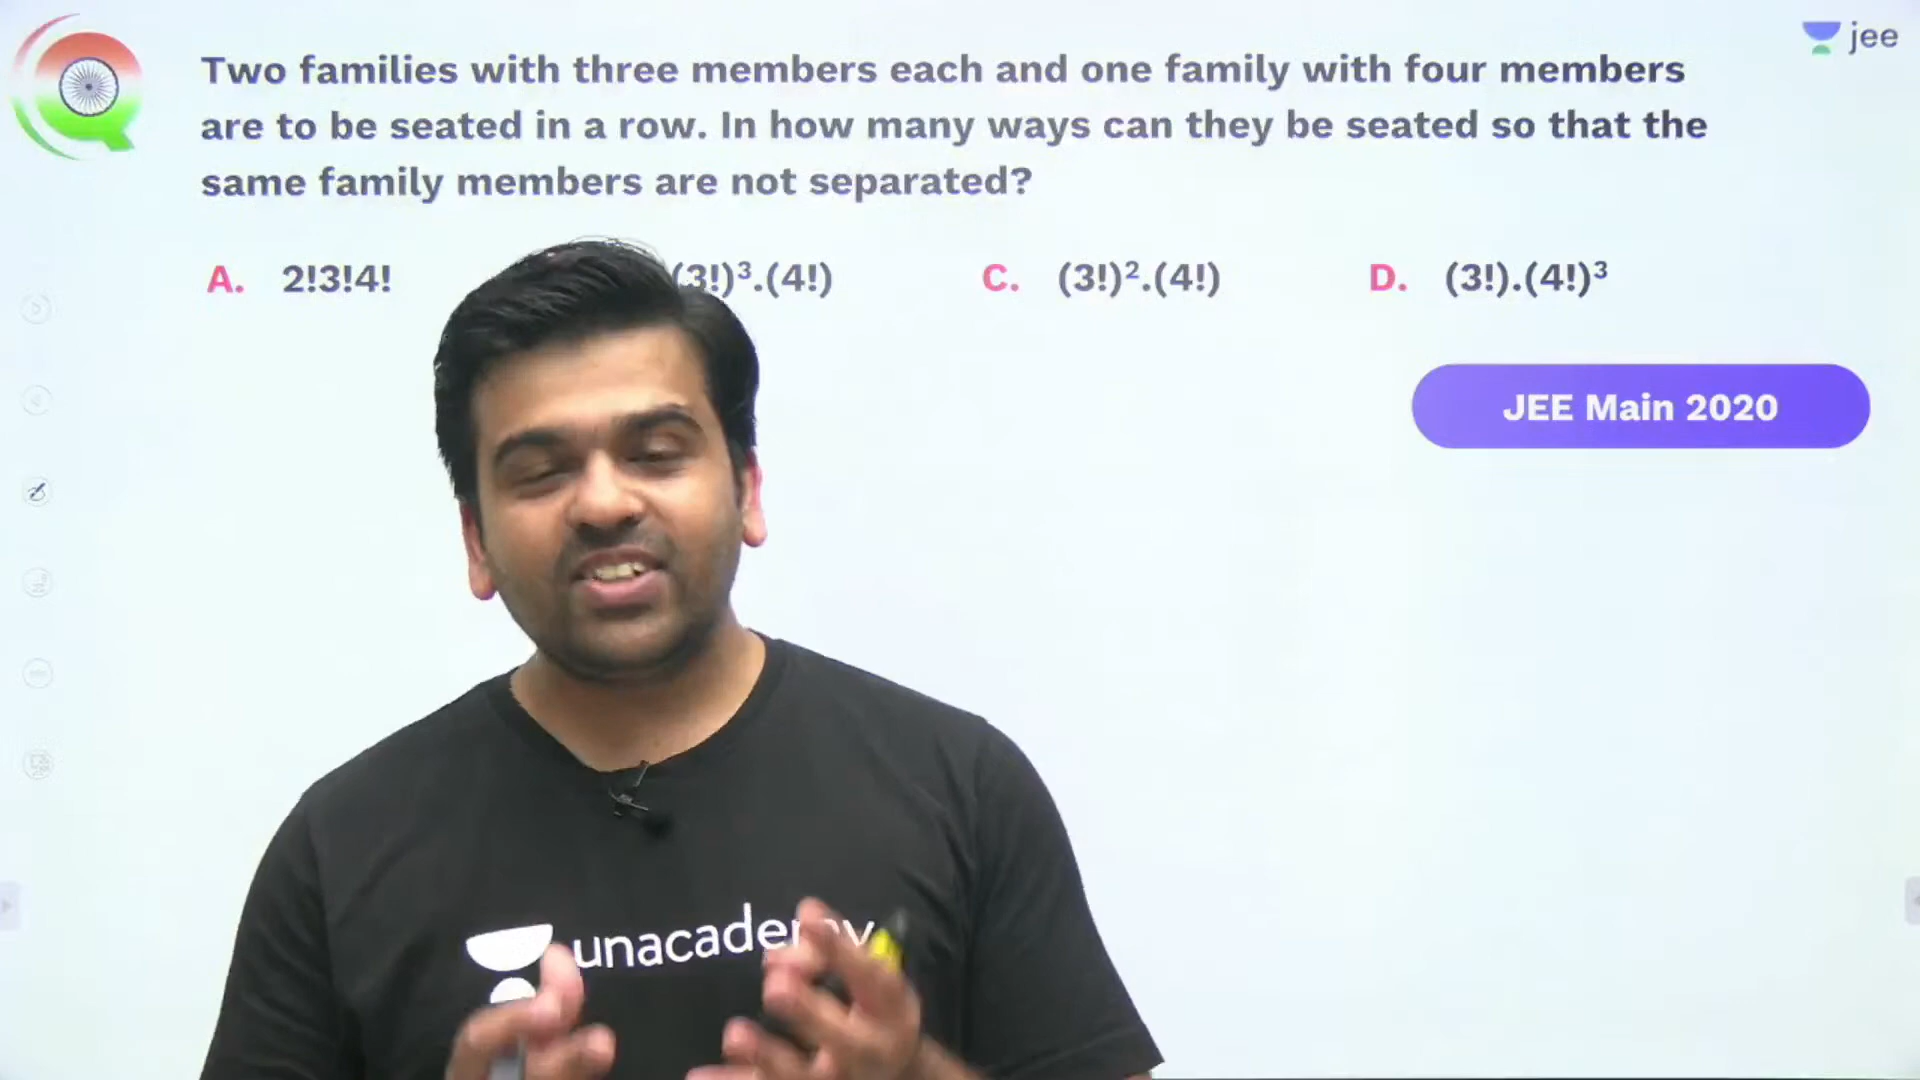 jee
Two families with three members each and one family with four members
are to be seated in a row. In how many ways can they be seated so that the
same family members are not separated?
A. 2!3!4! (3!)³.(4!) C. (3!)².(4!) D. (3!).(4!)³
JEE Main 2020
unacademy